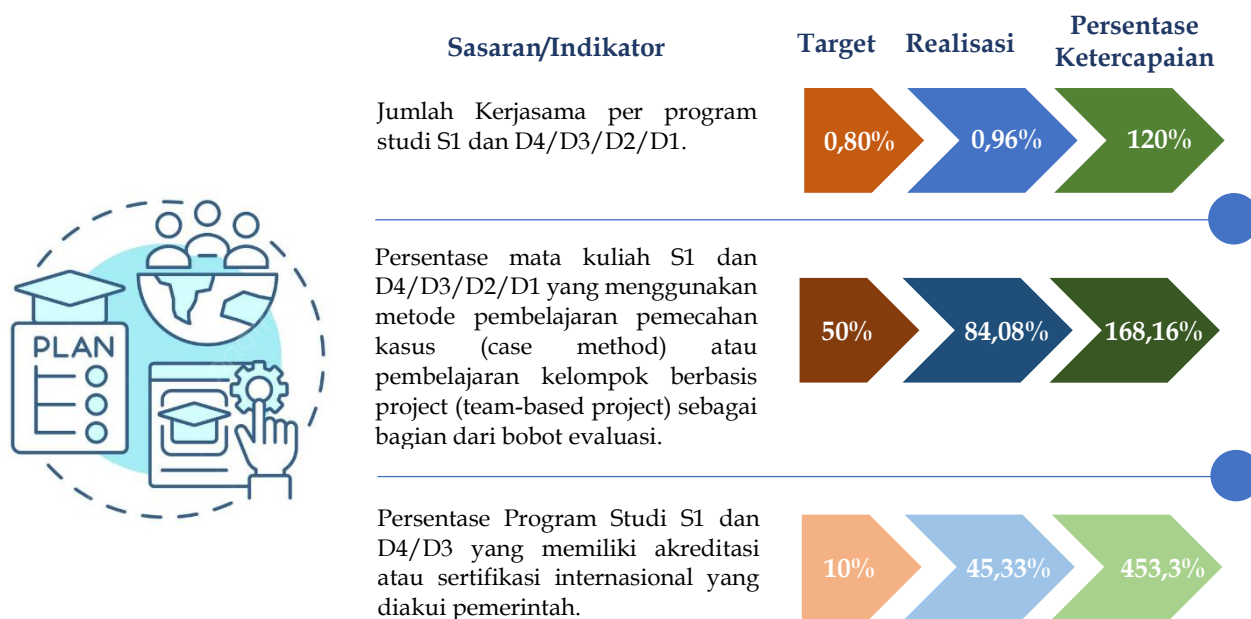 Sasaran/Indikator
Target
Realisasi
Persentase
Ketercapaian
Jumlah Kerjasama per program
studi S1 dan D4/D3/D2/D1.
0,80%
0,96%
120%
Persentase mata kuliah S1 dan
D4/D3/D2/D1 yang menggunakan
metode pembelajaran pemecahan
kasus (case method) atau
pembelajaran kelompok berbasis
project (team-based project) sebagai
bagian dari bobot evaluasi.
50%
84,08%
168,16%
PLAN
Persentase Program Studi S1 dan
D4/D3 yang memiliki akreditasi
atau sertifikasi internasional yang
diakui pemerintah.
10%
45,33%
453,3%